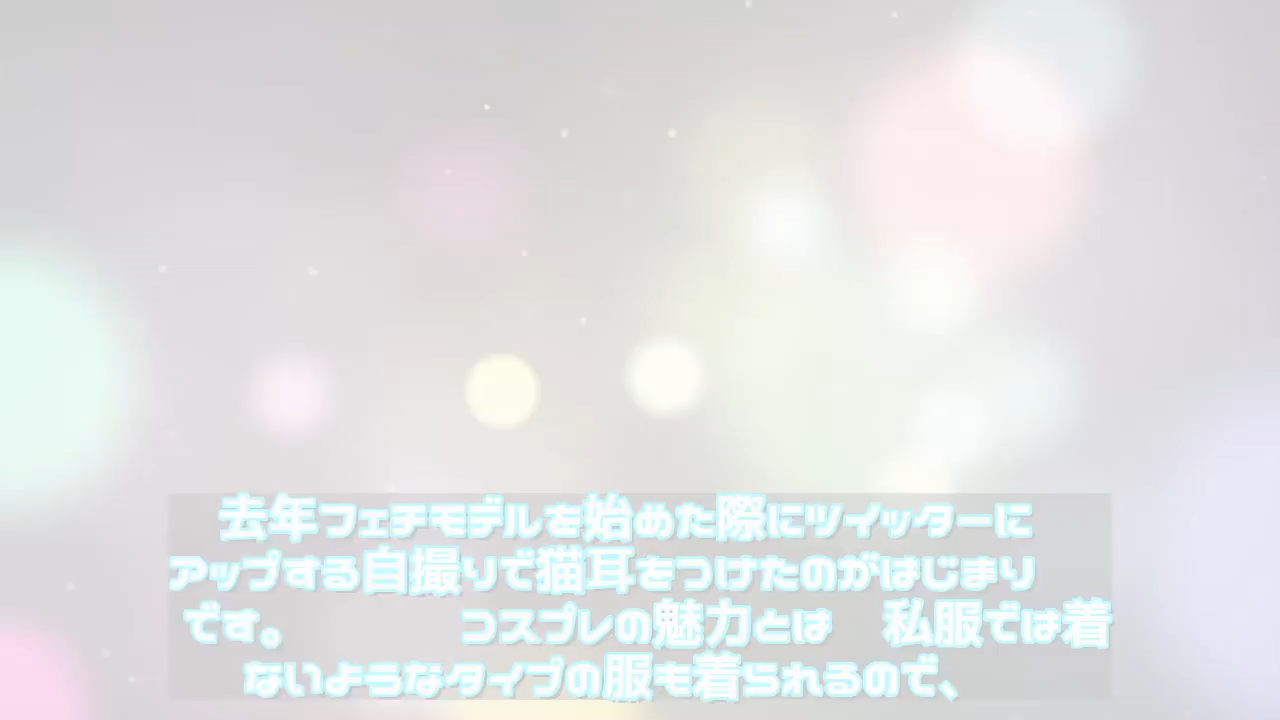 去年フェチモデルを始めた際にツイッターに
アップする自撮りで猫耳をつけたのがはじまり
です。　　　　コスプレの魅力とは　私服では着
ないようなタイプの服も着られるので、